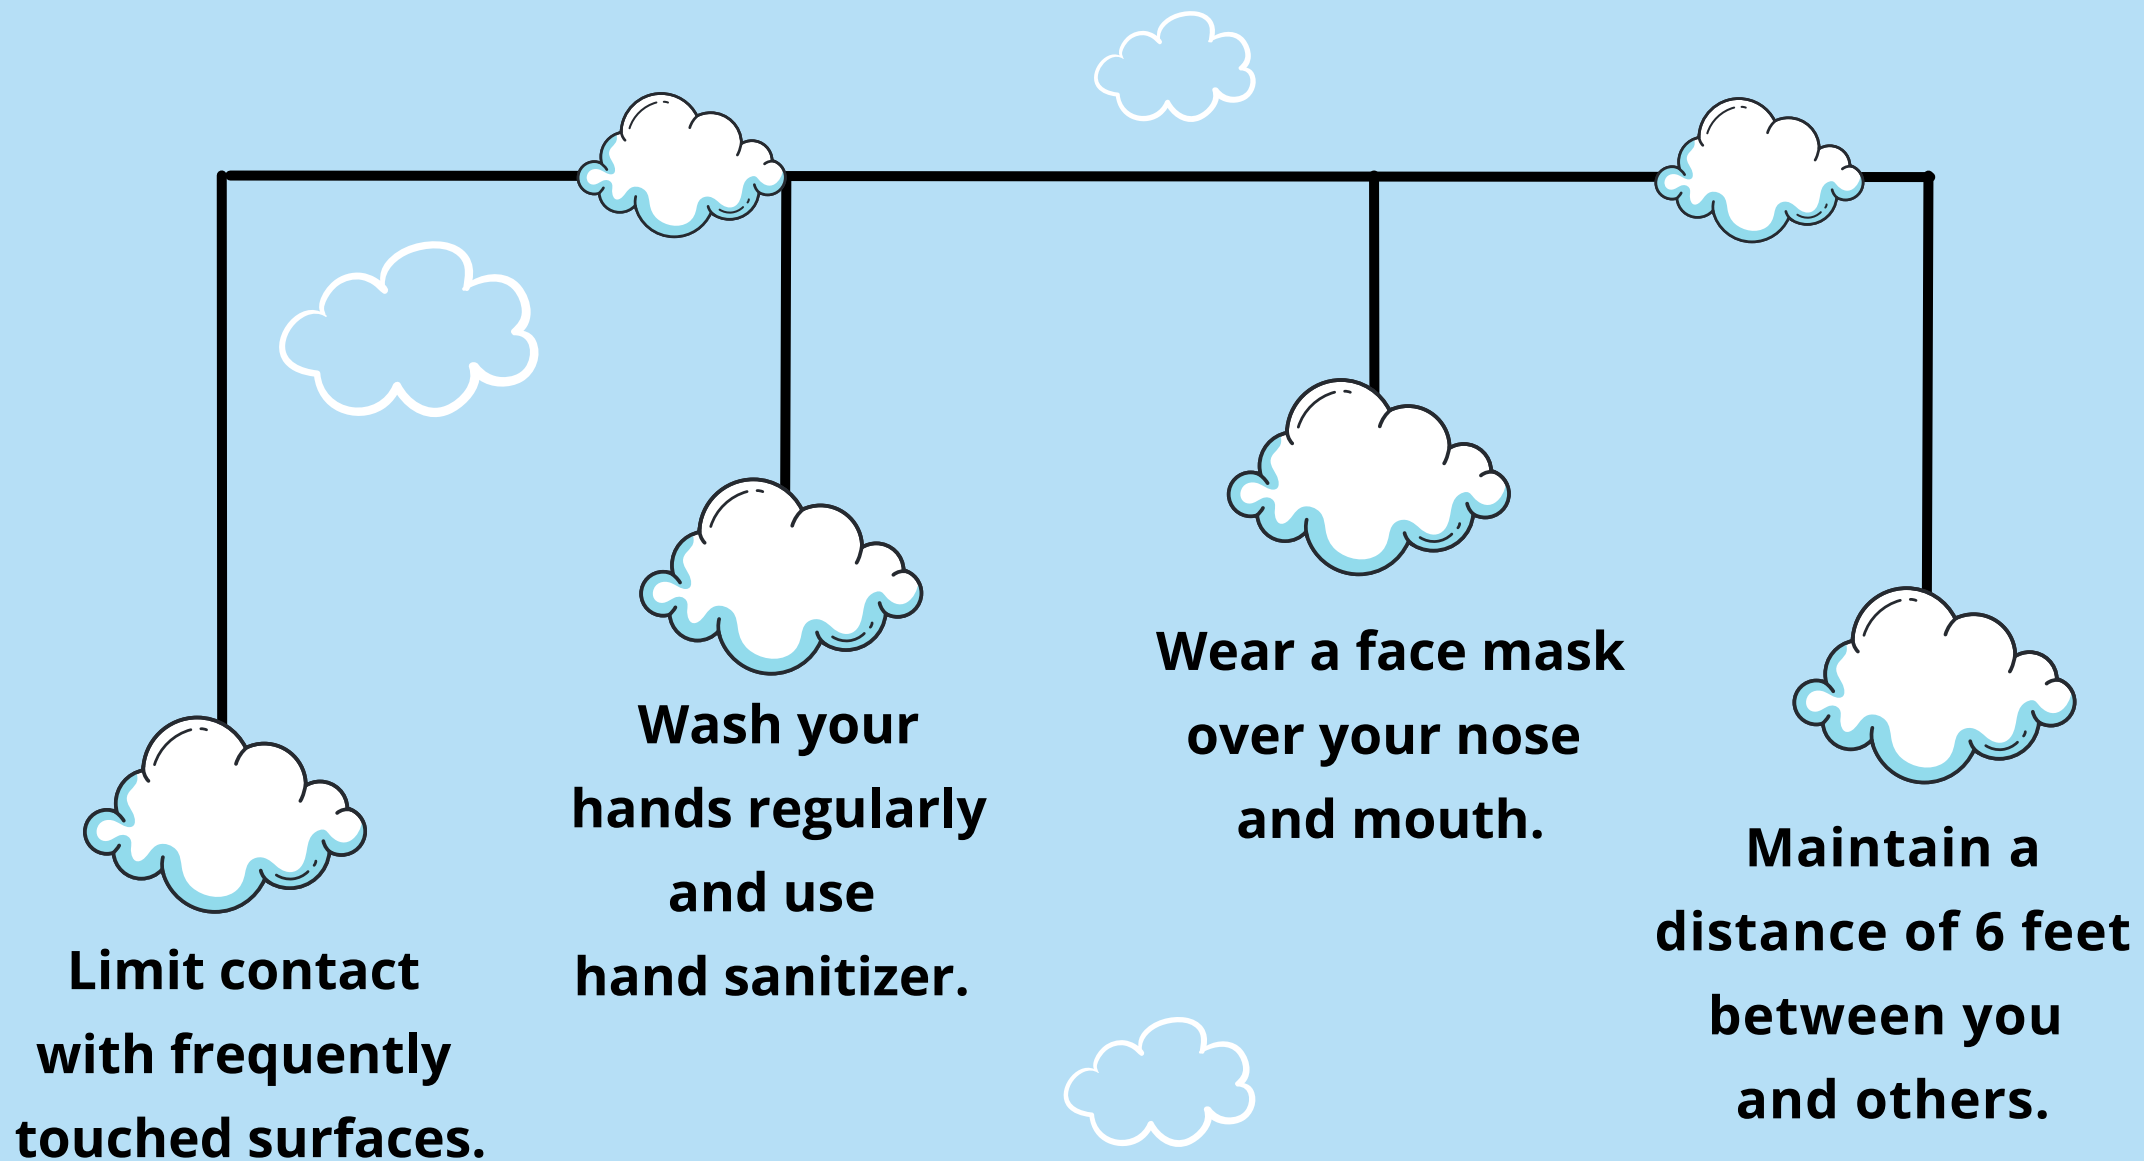 Limit contact
with frequently
touched surfaces.
Wash your
hands regularly
and use
hand sanitizer.
Wear a face mask
over your nose
and mouth.
Maintain a
distance of 6 feet
between you
and others.